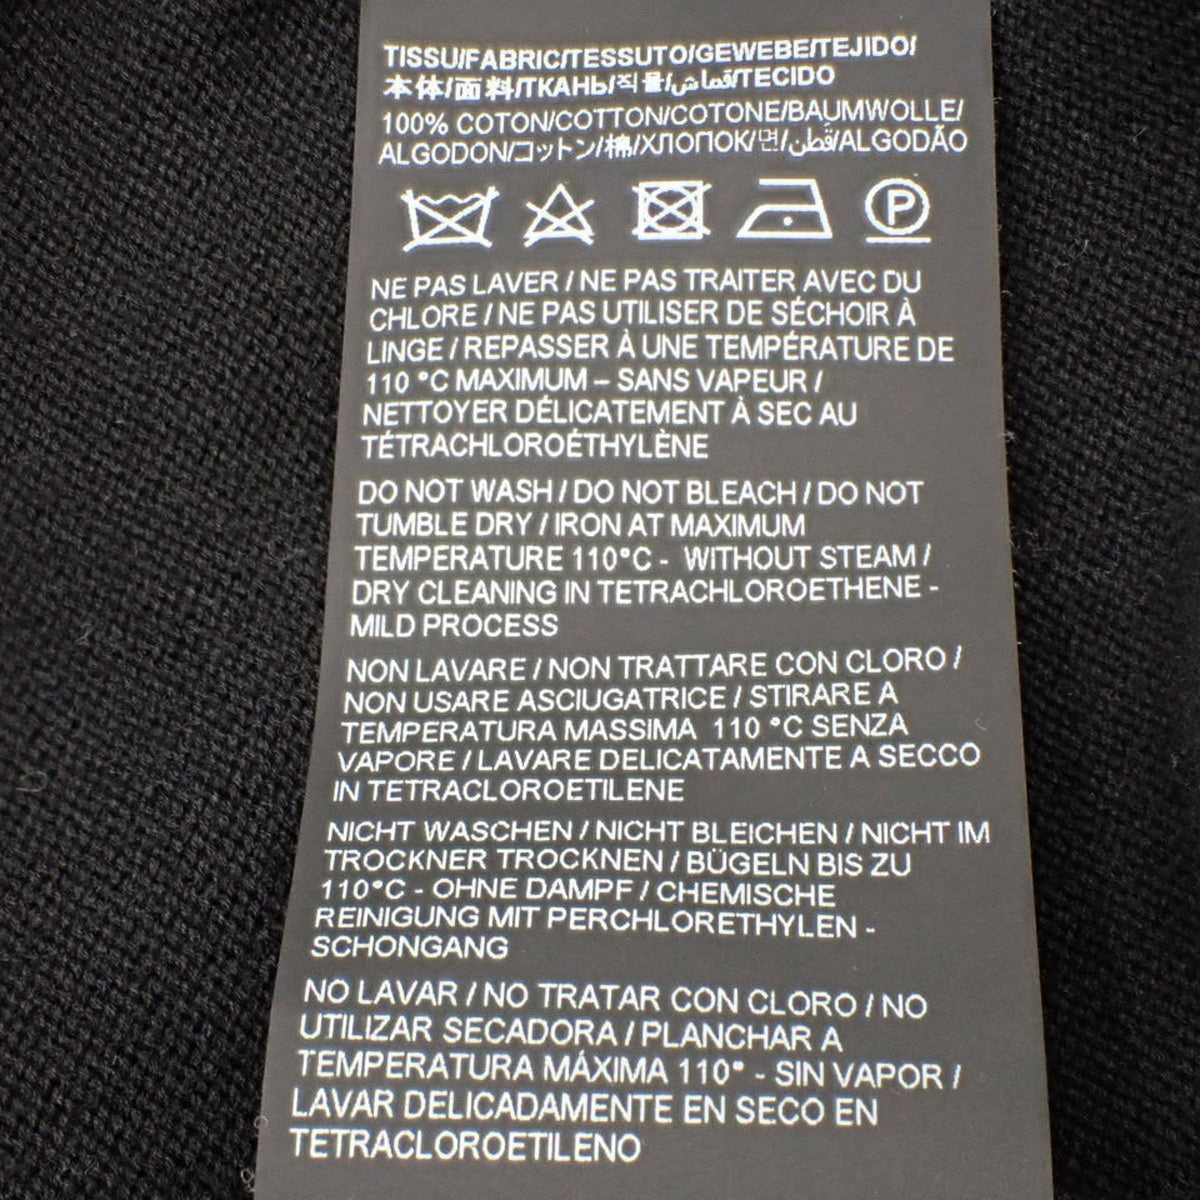 TISSU/FABRIC/TESSUTO/GEWEBE/TEJIDO/
本体/面料/ТКАНЬ/직물/قماش/TECIDO
100% COTON/COTTON/COTONE/BAUMWOLLE/
ALGODON/コットン/棉/ХЛОПОК/면/قُطن/ALGODÃO
P
NE PAS LAVER / NE PAS TRAITER AVEC DU
CHLORE / NE PAS UTILISER DE SÉCHOIR À
LINGE / REPASSER À UNE TEMPÉRATURE DE
110 °C MAXIMUM – SANS VAPEUR /
NETTOYER DÉLICATEMENT À SEC AU
TÉTRACHLOROÉTHYLÈNE
DO NOT WASH / DO NOT BLEACH / DO NOT
TUMBLE DRY / IRON AT MAXIMUM
TEMPERATURE 110°C - WITHOUT STEAM /
DRY CLEANING IN TETRACHLOROETHENE -
MILD PROCESS
NON LAVARE / NON TRATTARE CON CLORO /
NON USARE ASCIUGATRICE / STIRARE A
TEMPERATURA MASSIMA 110 °C SENZA
VAPORE / LAVARE DELICATAMENTE A SECCO
IN TETRACLOROETILENE
NICHT WASCHEN / NICHT BLEICHEN / NICHT IM
TROCKNER TROCKNEN / BÜGELN BIS ZU
110°C - OHNE DAMPF / CHEMISCHE
REINIGUNG MIT PERCHLORETHYLEN -
SCHONGANG
NO LAVAR / NO TRATAR CON CLORO / NO
UTILIZAR SECADORA / PLANCHAR A
TEMPERATURA MÁXIMA 110° - SIN VAPOR /
LAVAR DELICADAMENTE EN SECO EN
TETRACLOROETILENO